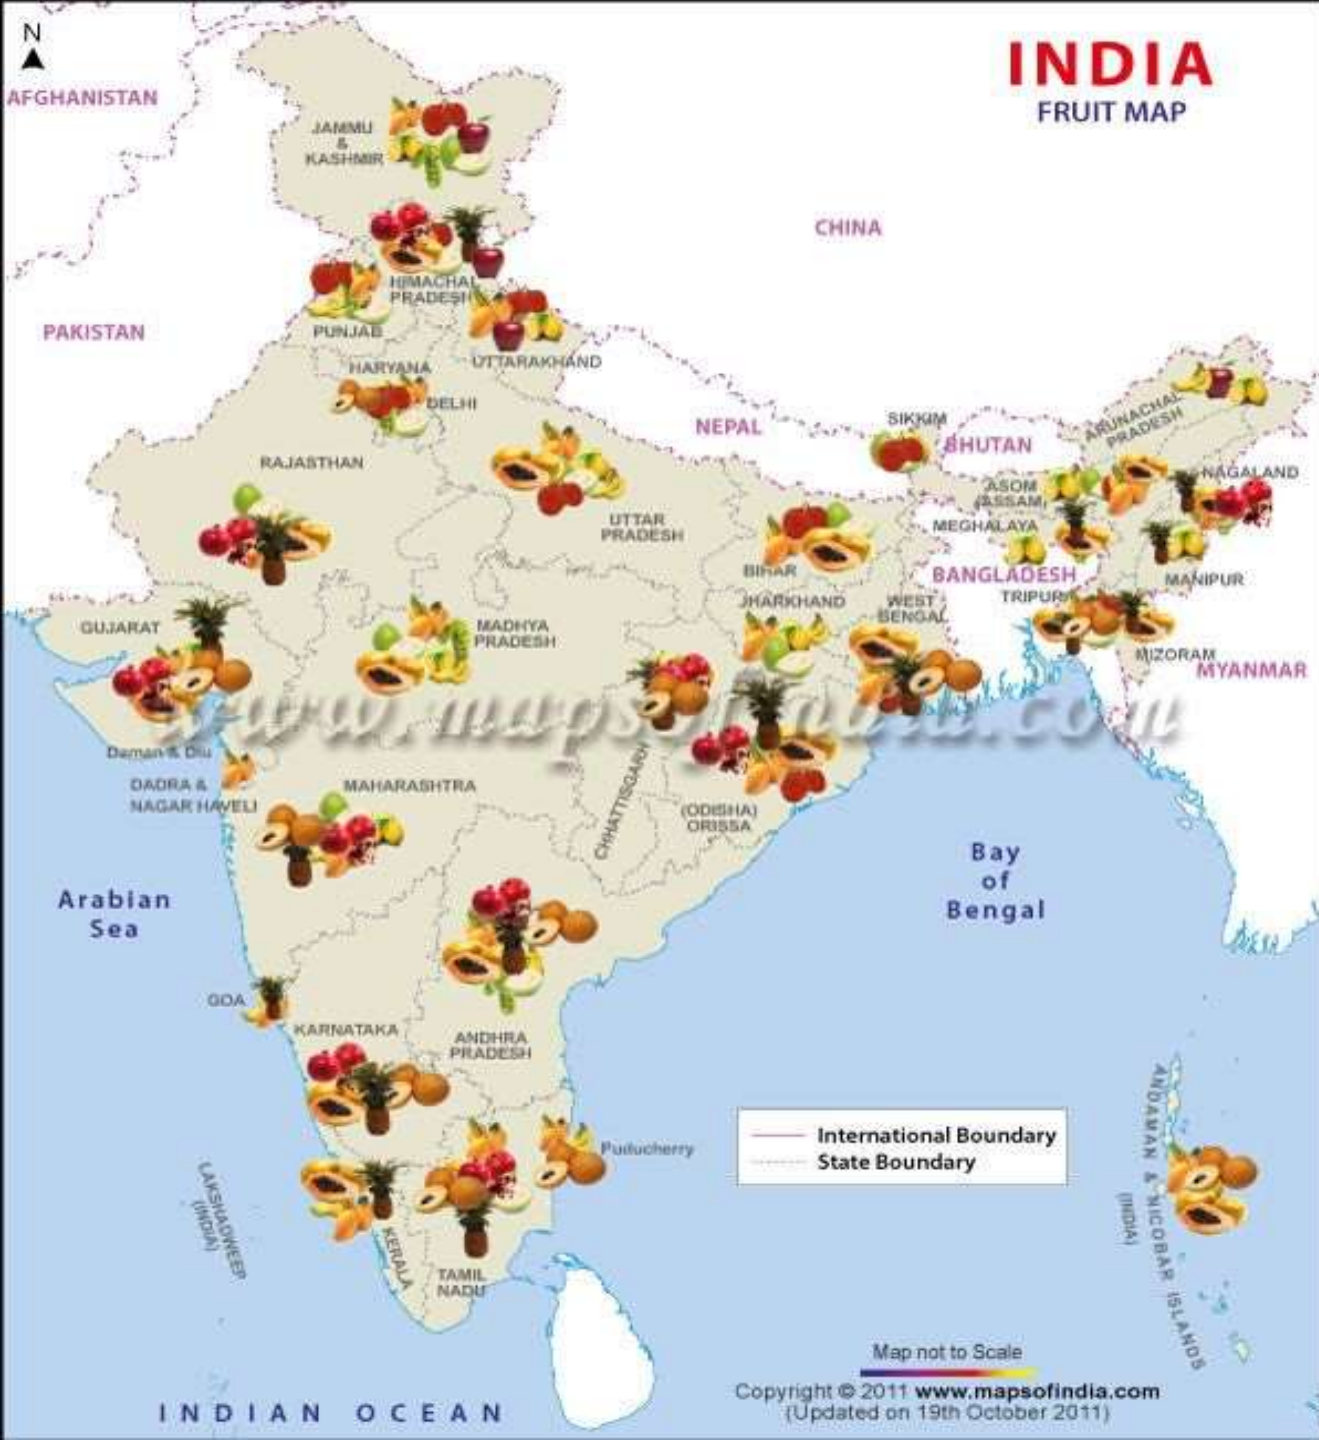 N
INDIA
FRUIT MAP
AFGHANISTAN
JAMMU
&
KASHMIR
CHINA
HIMACHAL
PRADESH
PAKISTAN
PUNJAB
UTTARAKHAND
HARYANA
DELHI
NEPAL
SIKKIM
BHUTAN
ARUNACHAL
PRADESH
RAJASTHAN
NAGALAND
ASOM
(ASSAM)
UTTAR
PRADESH
MEGHALAYA
BIHAR
BANGLADESH
MANIPUR
TRIPURA
JHARKHAND
WEST
BENGAL
GUJARAT
MADHYA
PRADESH
MIZORAM
MYANMAR
www.mapsofindia.com
Daman & Diu
DADRA &
NAGAR HAVELI
MAHARASHTRA
CHHATTISGARH
(ODISHA)
ORISSA
Bay
of
Bengal
Arabian
Sea
GOA
KARNATAKA
ANDHRA
PRADESH
International Boundary
State Boundary
Puducherry
LAKSHADWEEP
(INDIA)
ANDAMAN & NICOBAR ISLANDS
(INDIA)
KERALA
TAMIL
NADU
Map not to Scale
Copyright © 2011 www.mapsofindia.com
(Updated on 19th October 2011)
INDIAN OCEAN